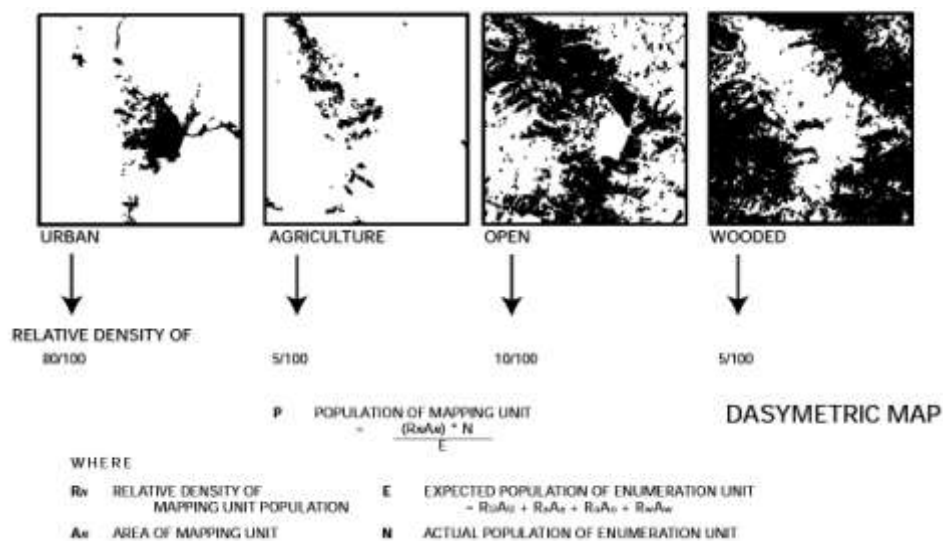 URBAN AGRICULTURE OPEN WOODED
RELATIVE DENSITY OF
80/100 5/100 10/100 5/100
P POPULATION OF MAPPING UNIT
DASYMETRIC MAP
* N
E
WHERE
RELATIVE DENSITY OF
MAPPING UNIT POPULATION
E EXPECTED POPULATION OF ENUMERATION UNIT
AREA OF MAPPING UNIT
N ACTUAL POPULATION OF ENUMERATION UNIT